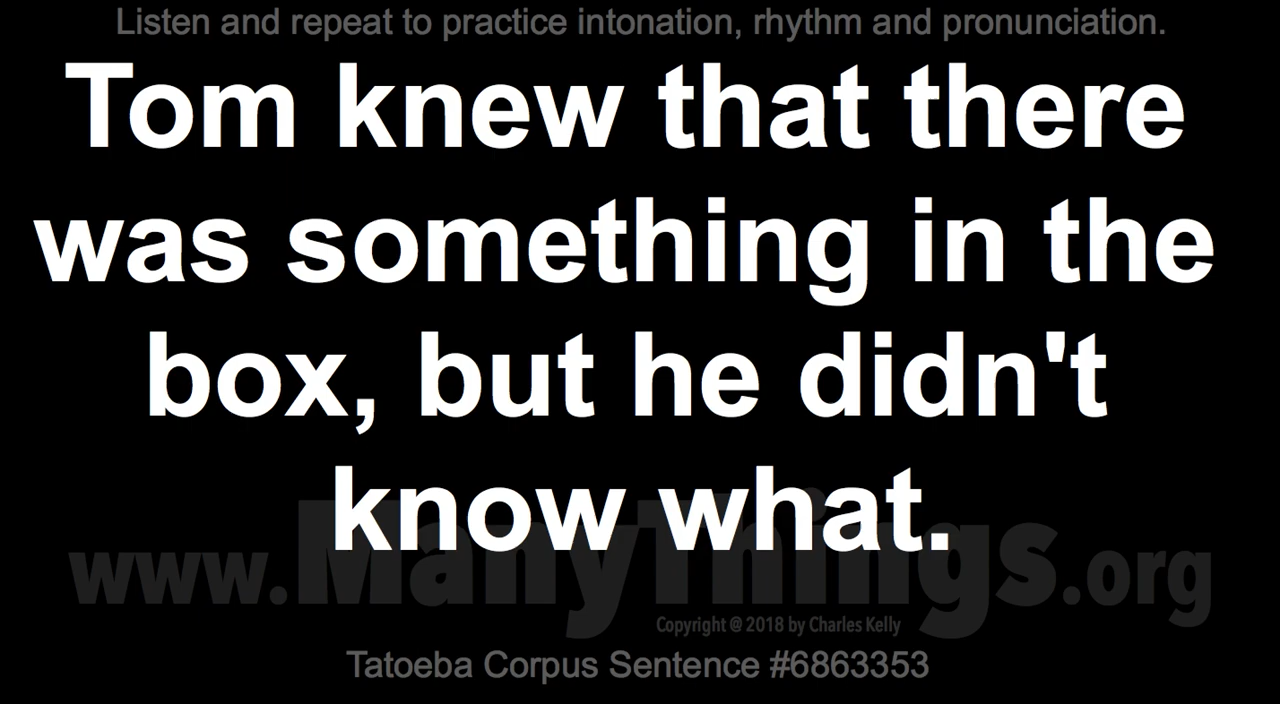 Listen and repeat to practice intonation, rhythm and pronunciation.
Tom knew that there
was something in the
box, but he didn't
know what.
www.ManyThings.org
Copyright @ 2018 by Charles Kelly
Tatoeba Corpus Sentence #6863353